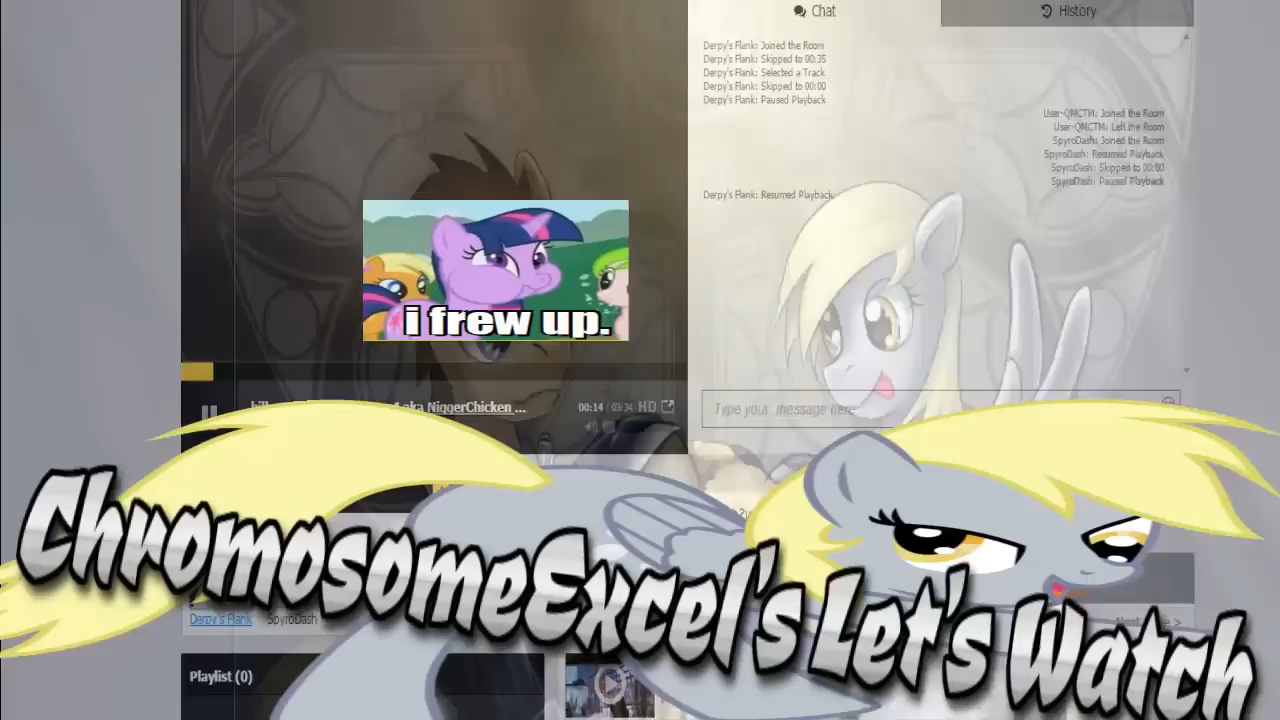 Chat
History
Derpy's Flank: Joined the Room
Derpy's Flank: Skipped to 00:35
Derpy's Flank: Selected a Track
Derpy's Flank: Skipped to 00:00
Derpy's Flank: Paused Playback
User-QMCTM: Joined the Room
User-QMCTM: Left the Room
SpyroDash: Joined the Room
SpyroDash: Resumed Playback
SpyroDash: Skipped to 00:00
SpyroDash: Paused Playback
Derpy's Flank: Resumed Playback
i frew up.
aka NiggerChicken ...
00:14 / 03:34 HD
Type your message here
ChromosomeExcel's Let's Watch
Derpy's Flank SpyroDash
Playlist (0)